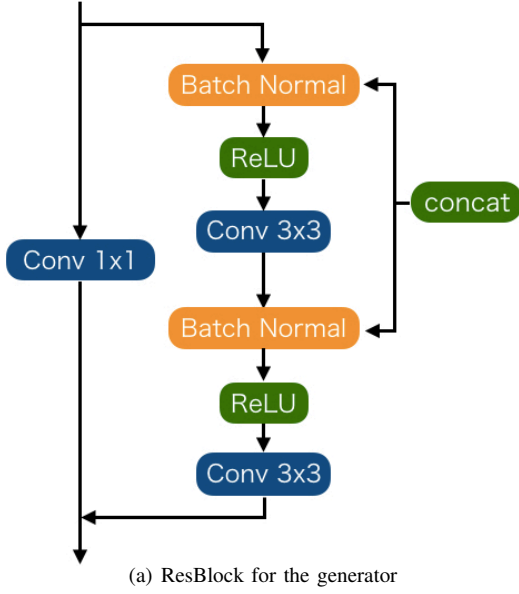 Batch Normal
ReLU
concat
Conv 3x3
Conv 1x1
Batch Normal
ReLU
Conv 3x3
(a) ResBlock for the generator